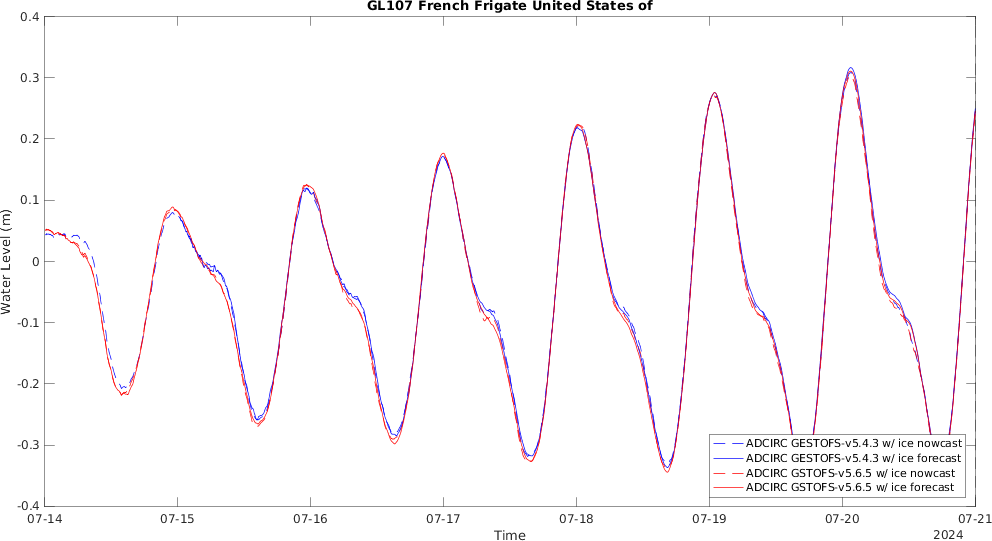 GL107 French Frigate United States of
0.4
0.3
0.2
0.1
0
-0.1
-0.2
-0.3
-0.4
Water Level (m)
07-14
07-15
07-16
07-17
07-18
07-19
07-20
07-21
Time
2024
ADCIRC GESTOFS-v5.4.3 w/ ice nowcast
ADCIRC GESTOFS-v5.4.3 w/ ice forecast
ADCIRC GSTOFS-v5.6.5 w/ ice nowcast
ADCIRC GSTOFS-v5.6.5 w/ ice forecast